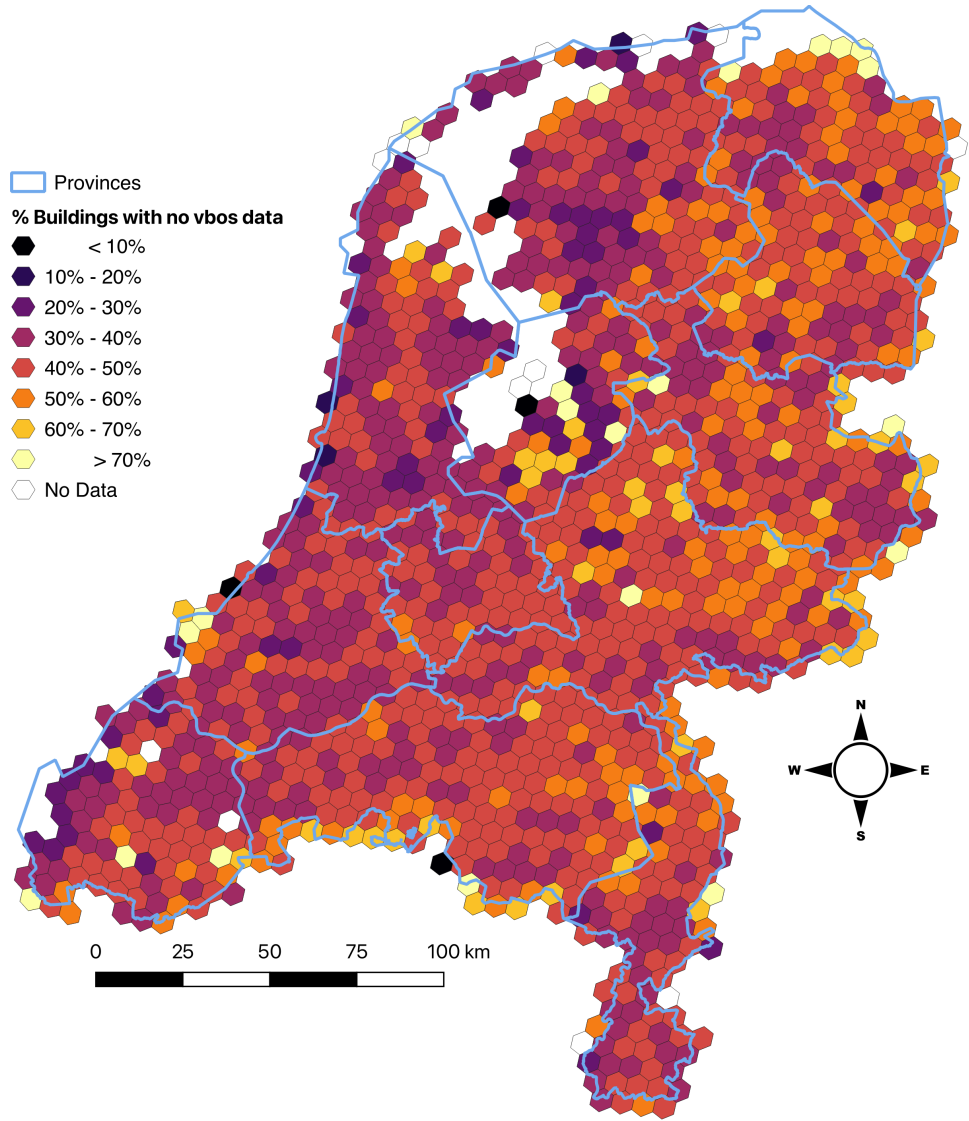 Provinces
% Buildings with no vbos data
< 10%
10% - 20%
20% - 30%
30% - 40%
40% - 50%
50% - 60%
60% - 70%
> 70%
No Data
N
W E
S
0 25 50 75 100 km